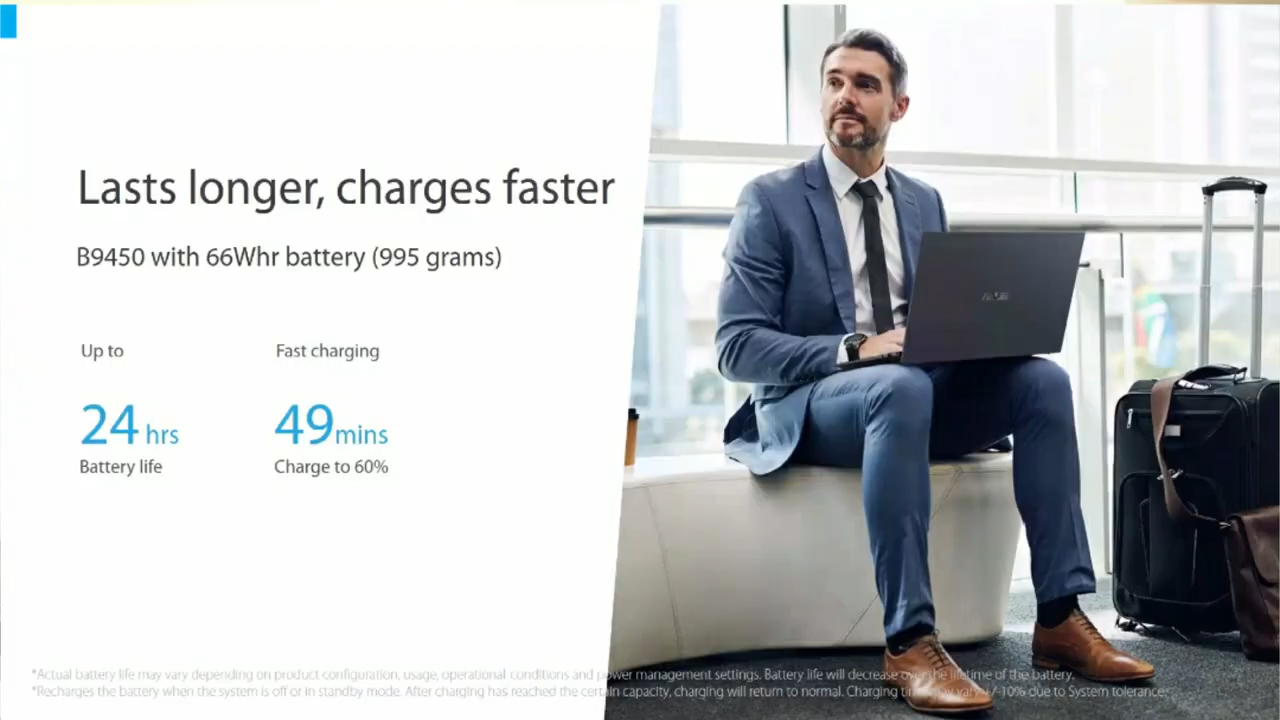 Lasts longer, charges faster
B9450 with 66Whr battery (995 grams)
Up to
Fast charging
24 hrs
49mins
Battery life
Charge to 60%
ASUS
*Actual battery life may vary depending on product configuration, usage, operational conditions and power management settings. Battery life will decrease over the lifetime of the battery.
*Recharges the battery when the system is off or in standby mode. After charging has reached the certain capacity, charging will return to normal. Charging time may vary +/-10% due to System tolerance.